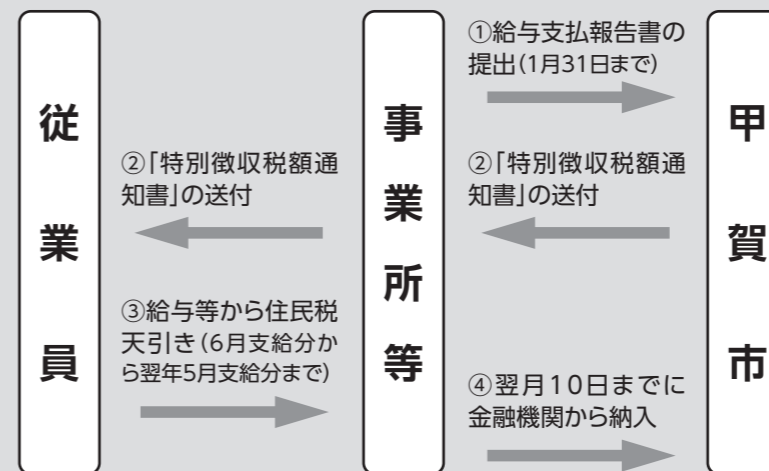 従業員
事業所等
甲賀市
①給与支払報告書の
提出(1月31日まで)
②「特別徴収税額通
知書」の送付
②「特別徴収税額通
知書」の送付
③給与等から住民税
天引き(6月支給分か
ら翌年5月支給分まで)
④翌月10日までに
金融機関から納入